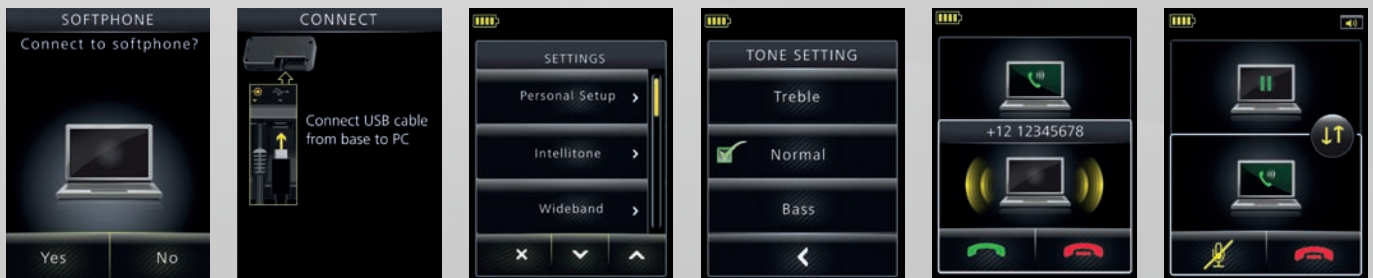 SOFTPHONE
Connect to softphone?
Yes
No
CONNECT
Connect USB cable
from base to PC
SETTINGS
Personal Setup
Intellitone
Wideband
TONE SETTING
Treble
Normal
Bass
+12 12345678